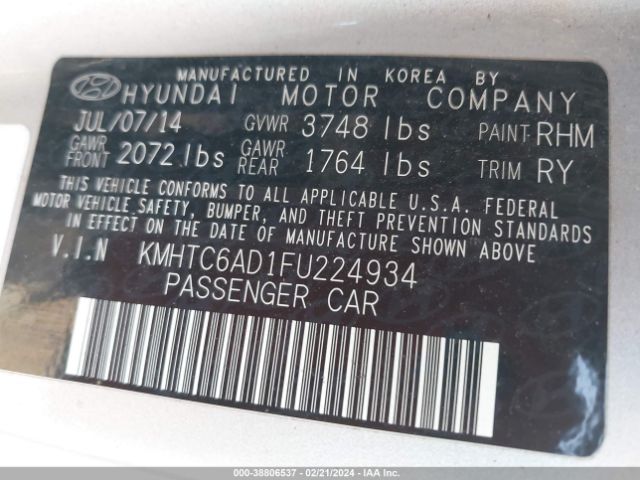 MANUFACTURED IN KOREA BY
HYUNDAI MOTOR COMPANY
JUL/07/14 GVWR 3748 lbs PAINT RHM
GAWR FRONT 2072 lbs GAWR REAR 1764 lbs TRIM RY
THIS VEHICLE CONFORMS TO ALL APPLICABLE U.S.A. FEDERAL
MOTOR VEHICLE SAFETY, BUMPER, AND THEFT PREVENTION STANDARDS
IN EFFECT ON THE DATE OF MANUFACTURE SHOWN ABOVE
V.I.N KMHTC6AD1FU224934
PASSENGER CAR
000-38806537 - 02/21/2024 - IAA Inc.